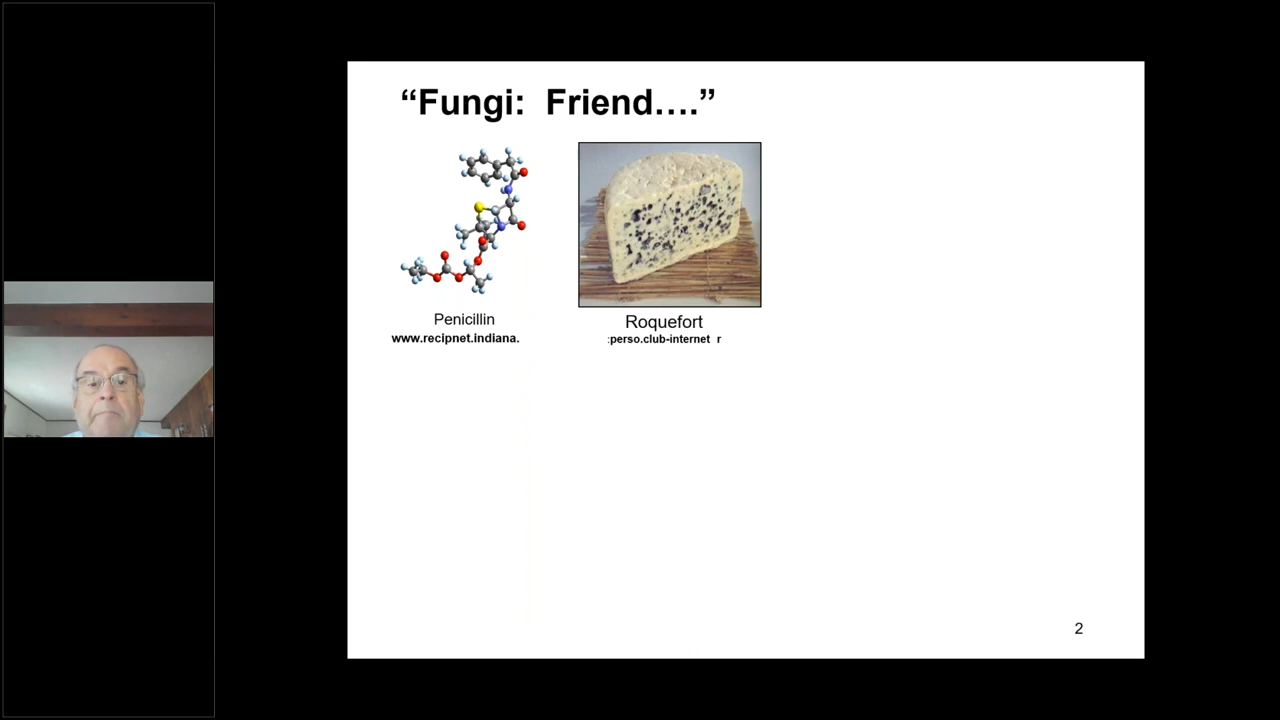 “Fungi:  Friend….”
Penicillin
www.recipnet.indiana.
Roquefort
:perso.club-internet  r
2